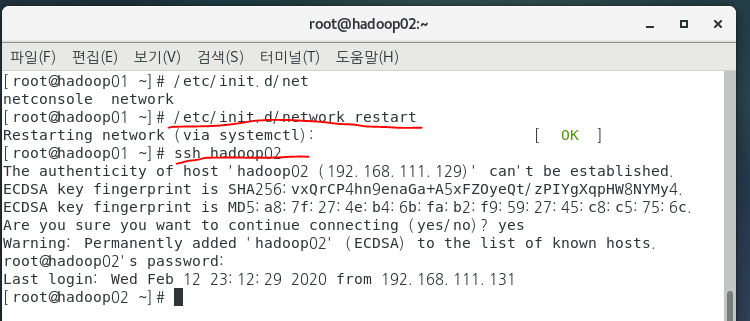 root@hadoop02:~
파일(F) 편집(E) 보기(V) 검색(S) 터미널(T) 도움말(H)
[root@hadoop01 ~]# /etc/init.d/net
netconsole network
[root@hadoop01 ~]# /etc/init.d/network restart
Restarting network (via systemctl): [ OK ]
[root@hadoop01 ~]# ssh hadoop02
The authenticity of host 'hadoop02 (192.168.111.129)' can't be established.
ECDSA key fingerprint is SHA256:vxQrCP4hn9enaGa+A5xFZOyeQt/zPIYgXqpHW8NYMy4.
ECDSA key fingerprint is MD5:a8:7f:27:4e:b4:6b:fa:b2:f9:59:27:45:c8:c5:75:6c.
Are you sure you want to continue connecting (yes/no)? yes
Warning: Permanently added 'hadoop02' (ECDSA) to the list of known hosts.
root@hadoop02's password:
Last login: Wed Feb 12 23:12:29 2020 from 192.168.111.131
[root@hadoop02 ~]#